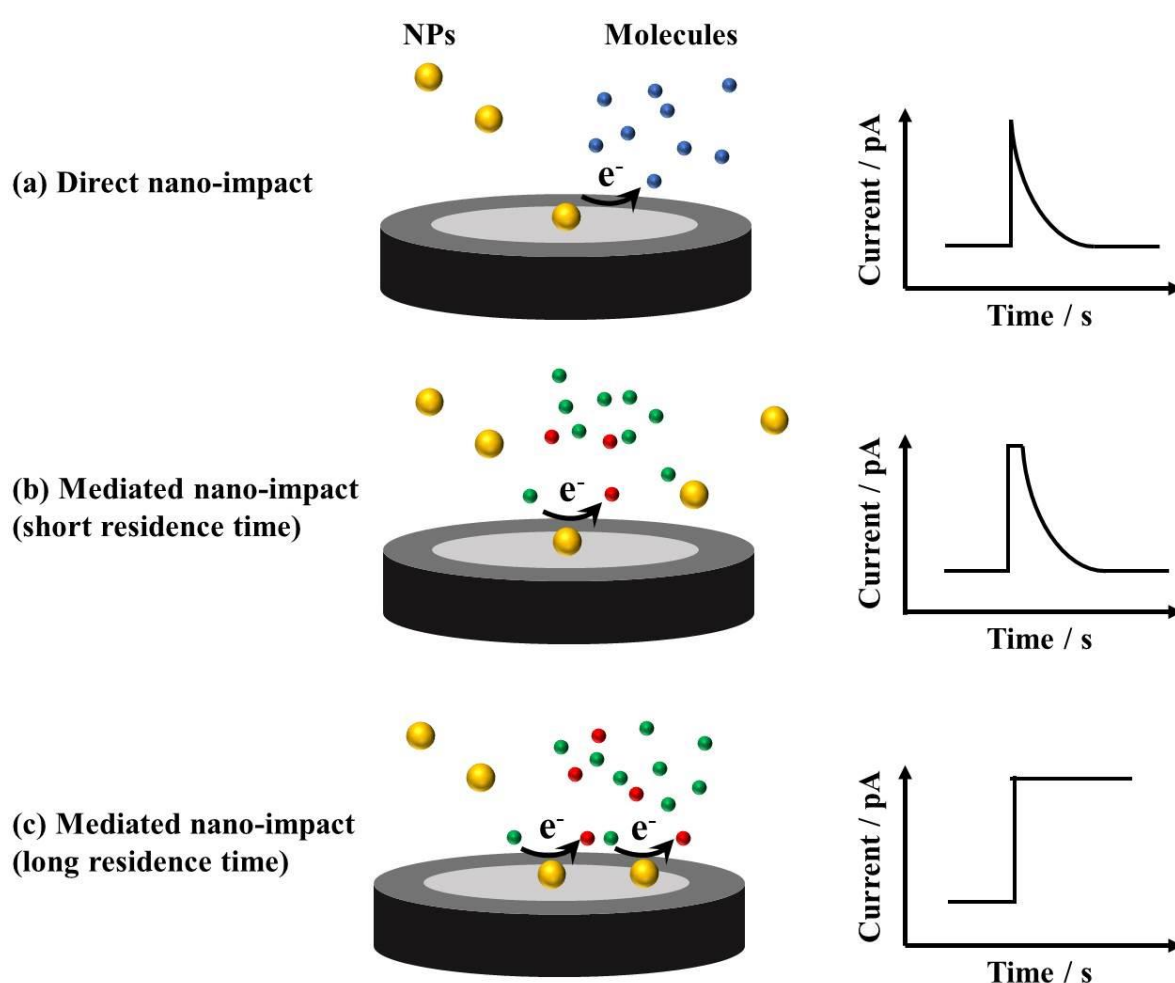 NPs
Molecules
(a) Direct nano-impact
e-
Current / pA
Time / s
(b) Mediated nano-impact
(short residence time)
e-
Current / pA
Time / s
(c) Mediated nano-impact
(long residence time)
e-
e-
Current / pA
Time / s